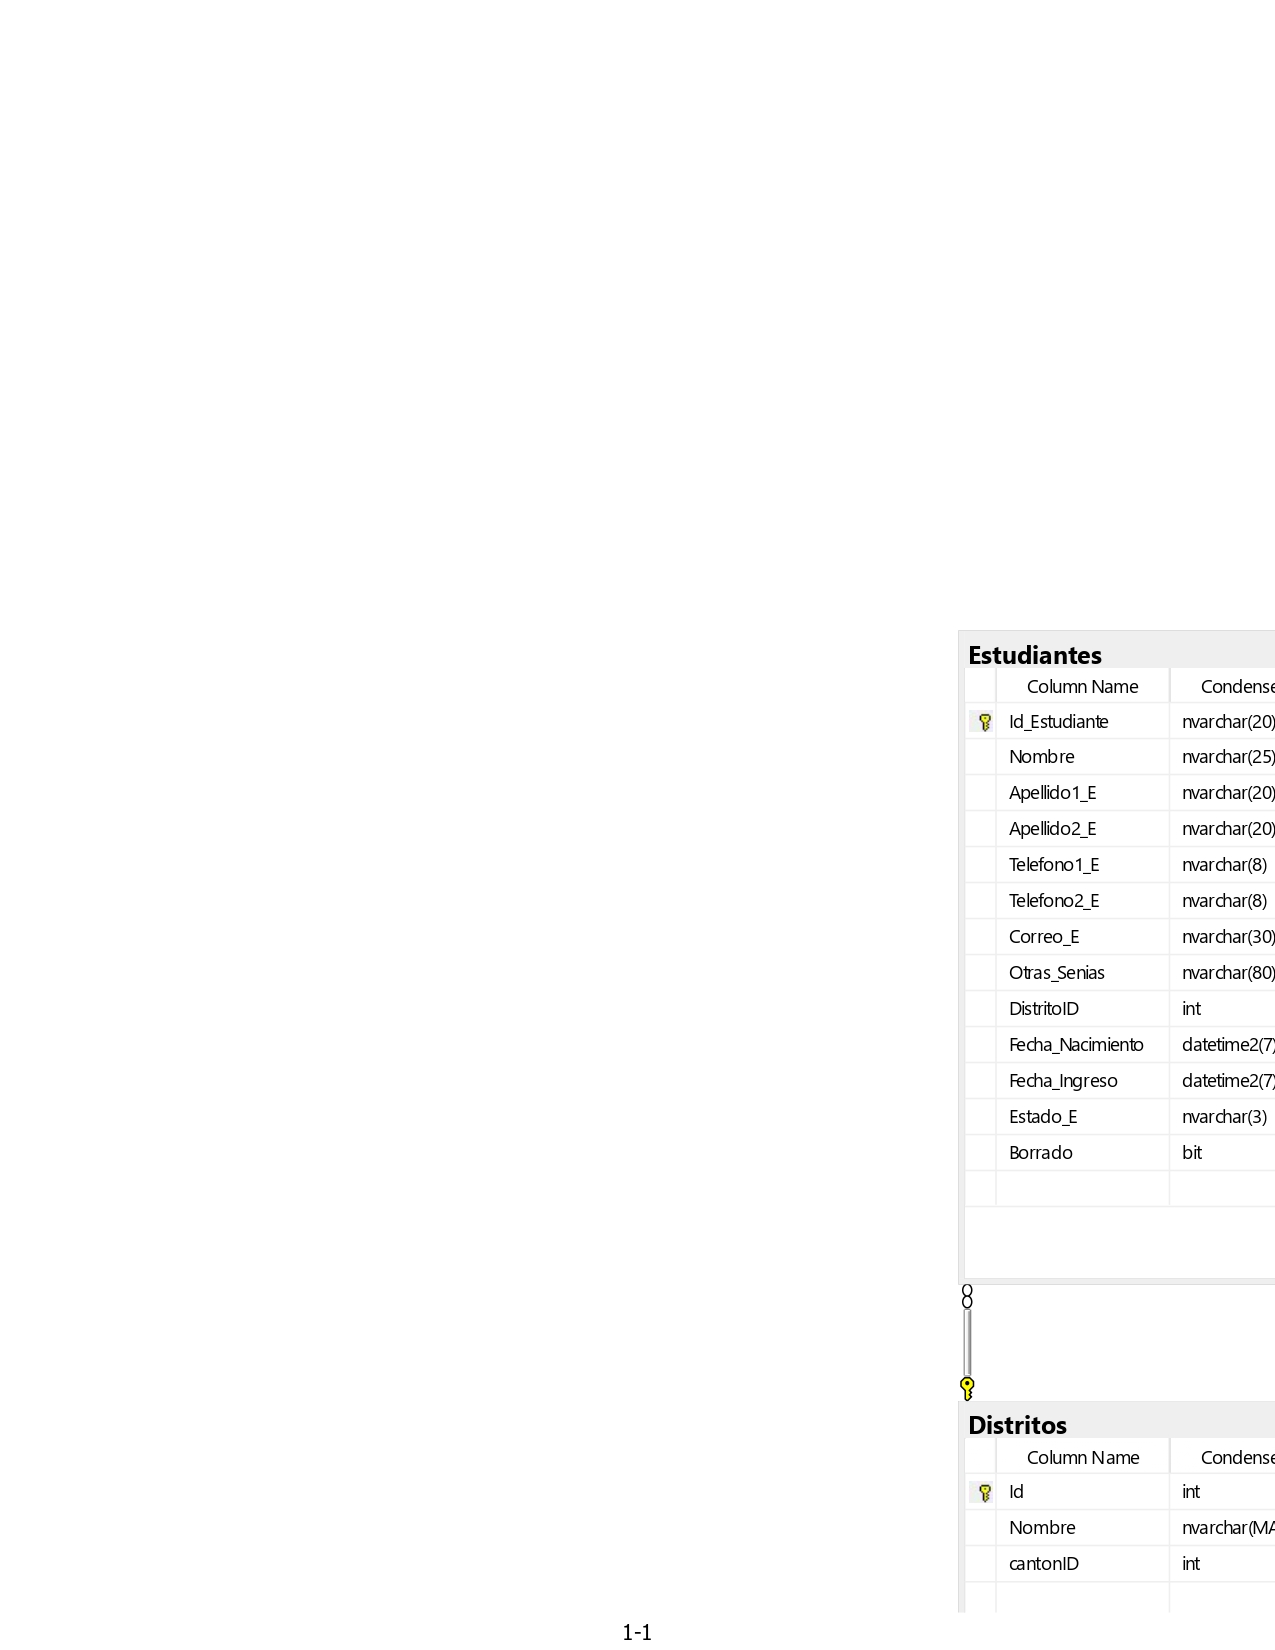 Estudiantes
Column Name Condense
Id_Estudiante nvarchar(20)
Nombre nvarchar(25)
Apellido1_E nvarchar(20)
Apellido2_E nvarchar(20)
Telefono1_E nvarchar(8)
Telefono2_E nvarchar(8)
Correo_E nvarchar(30)
Otras_Senias nvarchar(80)
DistritoID int
Fecha_Nacimiento datetime2(7)
Fecha_Ingreso datetime2(7)
Estado_E nvarchar(3)
Borrado bit
Distritos
Column Name Condense
Id int
Nombre nvarchar(MA
cantonID int
1-1